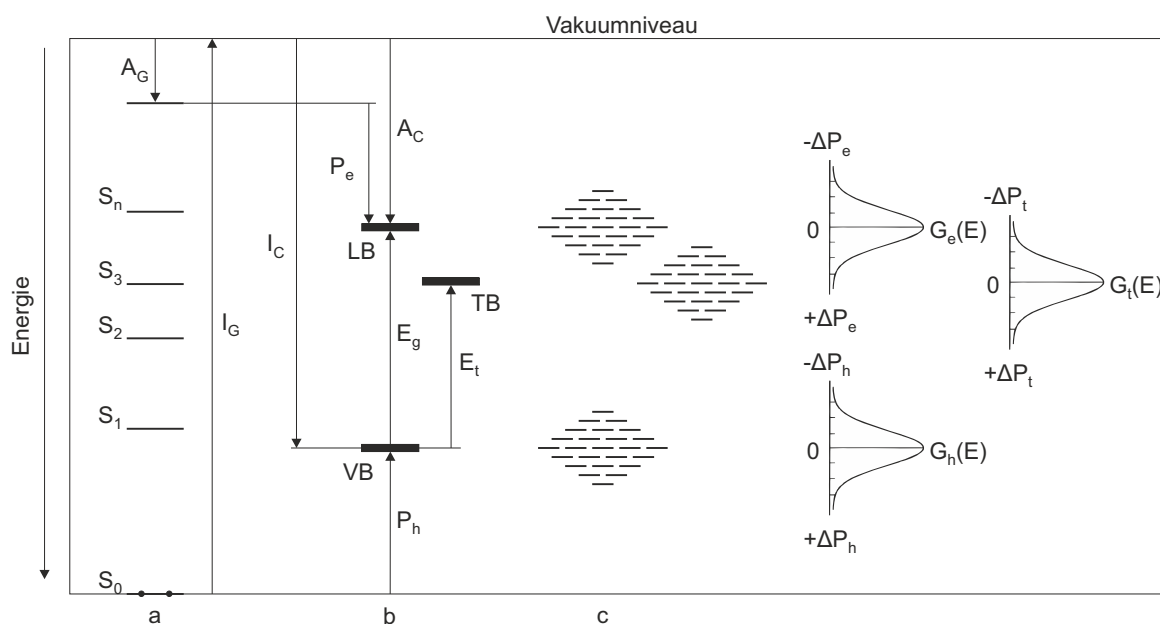 Vakuumniveau
Energie
A_G
S_n
S_3
S_2
S_1
S_0
I_G
I_C
P_e
A_C
LB
TB
E_g
E_t
VB
P_h
-ΔP_e
0
G_e(E)
+ΔP_e
-ΔP_t
0
G_t(E)
+ΔP_t
-ΔP_h
0
G_h(E)
+ΔP_h
a
b
c